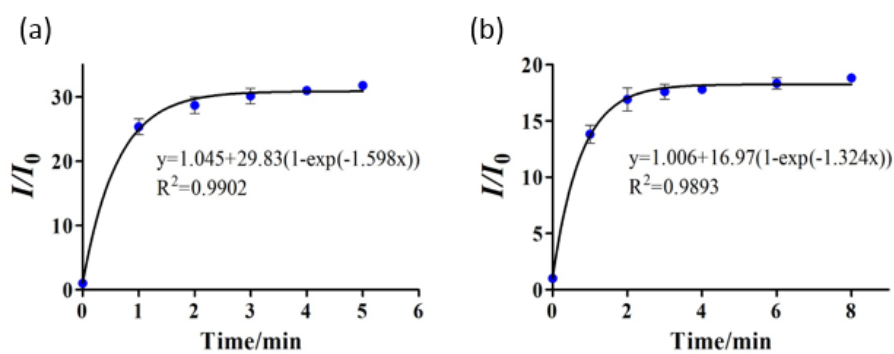 (a)
30
20
10
0
I/I0
y=1.045+29.83(1-exp(-1.598x))
R²=0.9902
0 1 2 3 4 5 6
Time/min
(b)
20
15
10
5
0
I/I0
y=1.006+16.97(1-exp(-1.324x))
R²=0.9893
0 2 4 6 8
Time/min